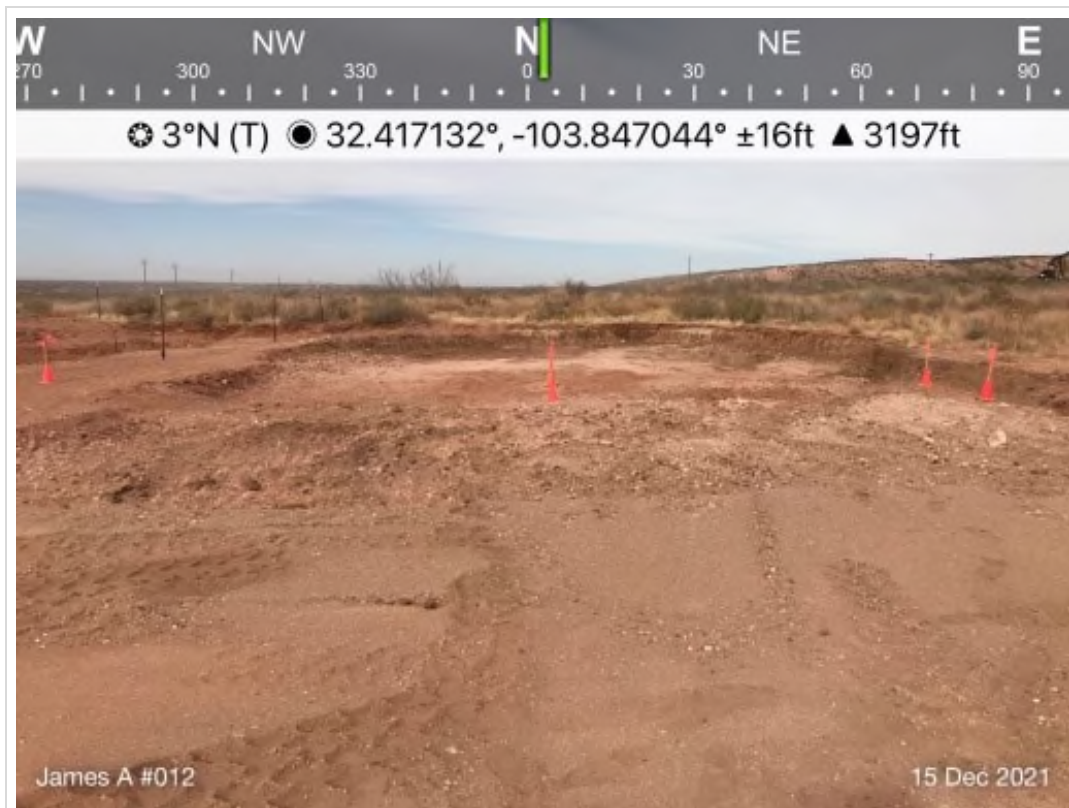 W NW N NE E
270 300 330 0 30 60 90
3°N (T) 32.417132°, -103.847044° ±16ft ▲ 3197ft
James A #012 15 Dec 2021